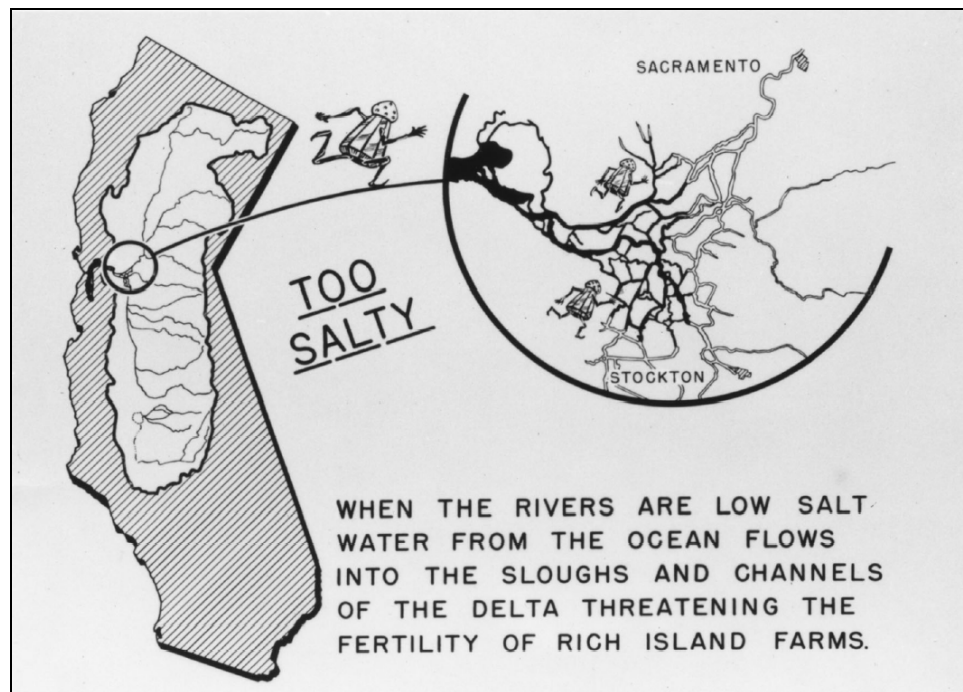 SACRAMENTO
TOO
SALTY
STOCKTON
WHEN THE RIVERS ARE LOW SALT
WATER FROM THE OCEAN FLOWS
INTO THE SLOUGHS AND CHANNELS
OF THE DELTA THREATENING THE
FERTILITY OF RICH ISLAND FARMS.